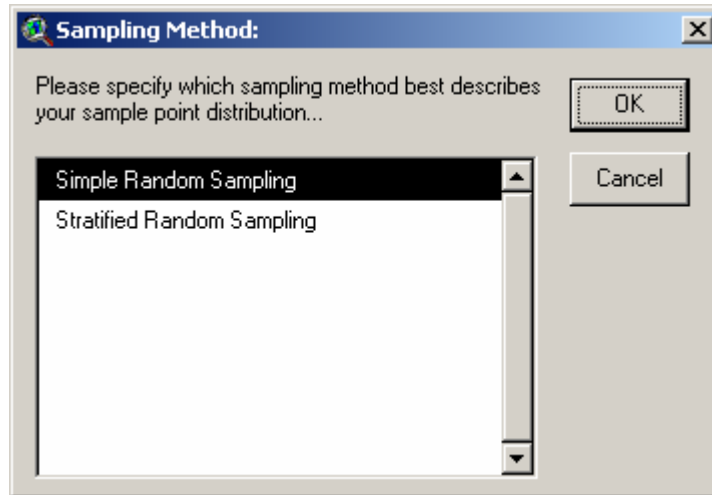 Sampling Method:
Please specify which sampling method best describes
your sample point distribution...
OK
Cancel
Simple Random Sampling
Stratified Random Sampling